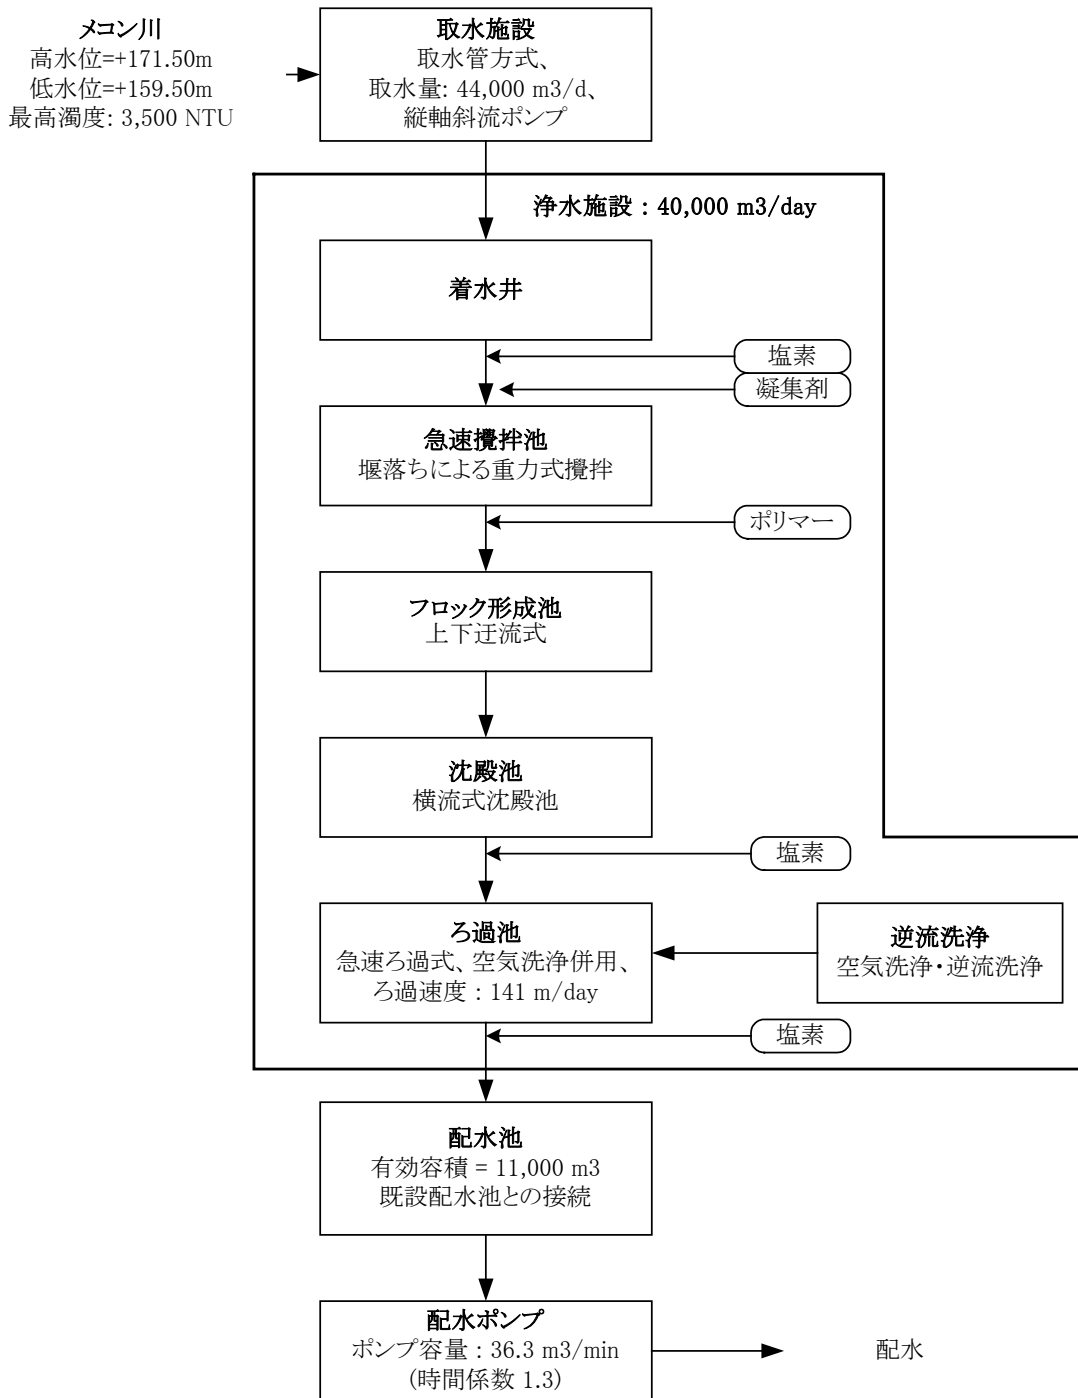 メコン川
高水位=+171.50m
低水位=+159.50m
最高濁度: 3,500 NTU
取水施設
取水管方式、
取水量: 44,000 m3/d、
縦軸斜流ポンプ
浄水施設 : 40,000 m3/day
着水井
塩素
凝集剤
急速攪拌池
堰落ちによる重力式攪拌
ポリマー
フロック形成池
上下迂流式
沈殿池
横流式沈殿池
塩素
ろ過池
急速ろ過式、空気洗浄併用、
ろ過速度 : 141 m/day
逆流洗浄
空気洗浄・逆流洗浄
塩素
配水池
有効容積 = 11,000 m3
既設配水池との接続
配水ポンプ
ポンプ容量 : 36.3 m3/min
(時間係数 1.3)
配水